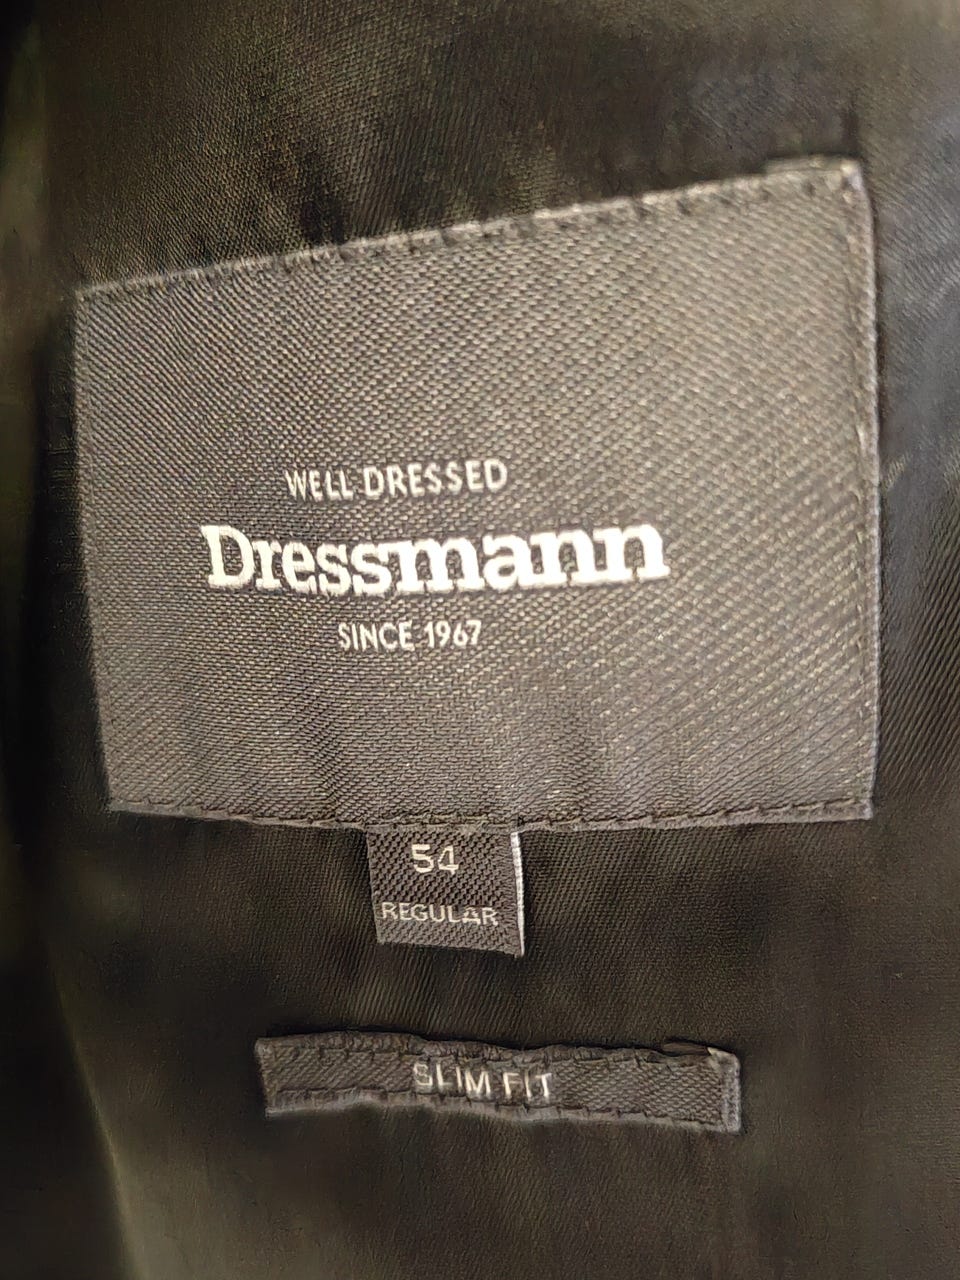 WELL DRESSED
Dressmann
SINCE 1967
54
REGULAR
SLIM FIT